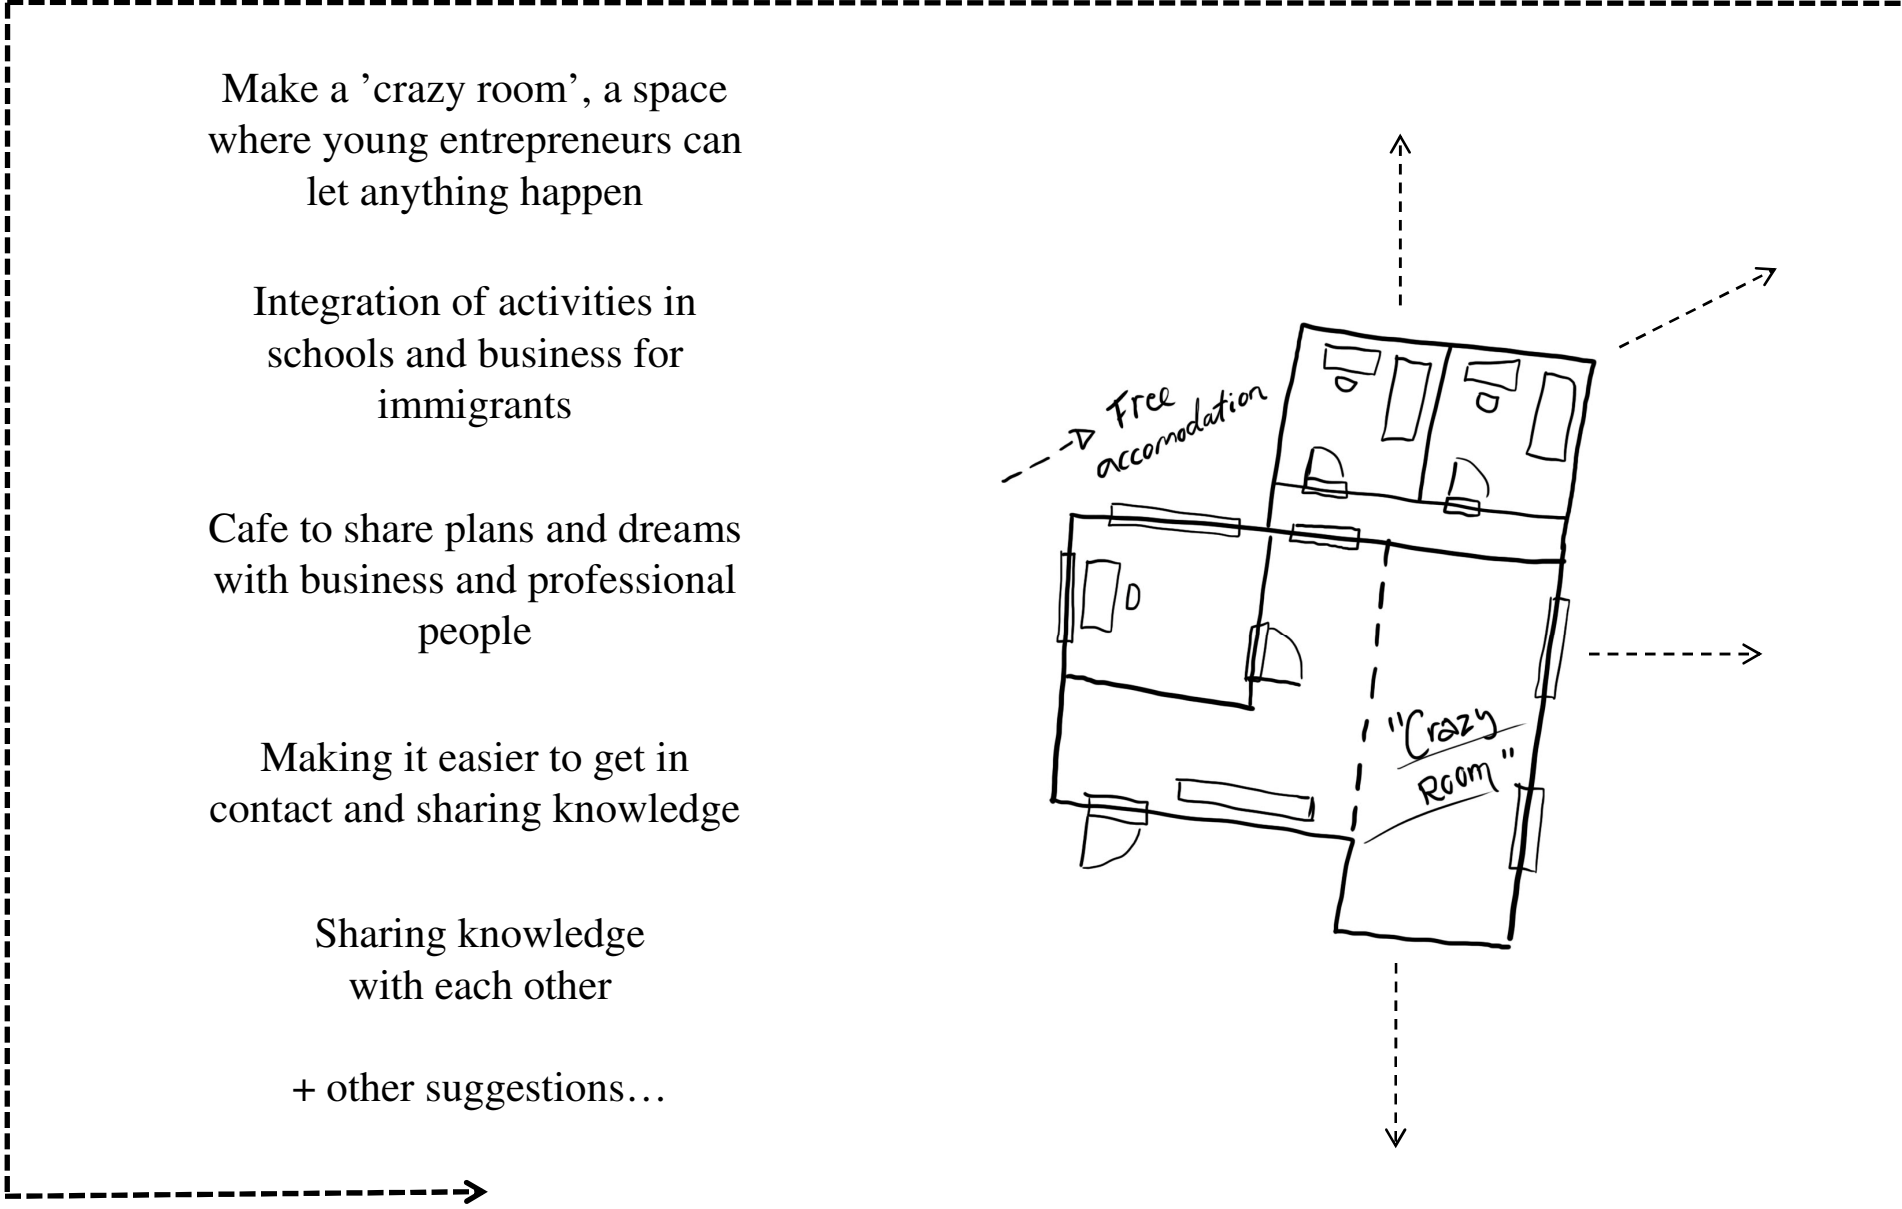 Make a ’crazy room’, a space
where young entrepreneurs can
let anything happen
Integration of activities in
schools and business for
immigrants
Cafe to share plans and dreams
with business and professional
people
Making it easier to get in
contact and sharing knowledge
Sharing knowledge
with each other
+ other suggestions…
Free
accomodation
"Crazy
Room"